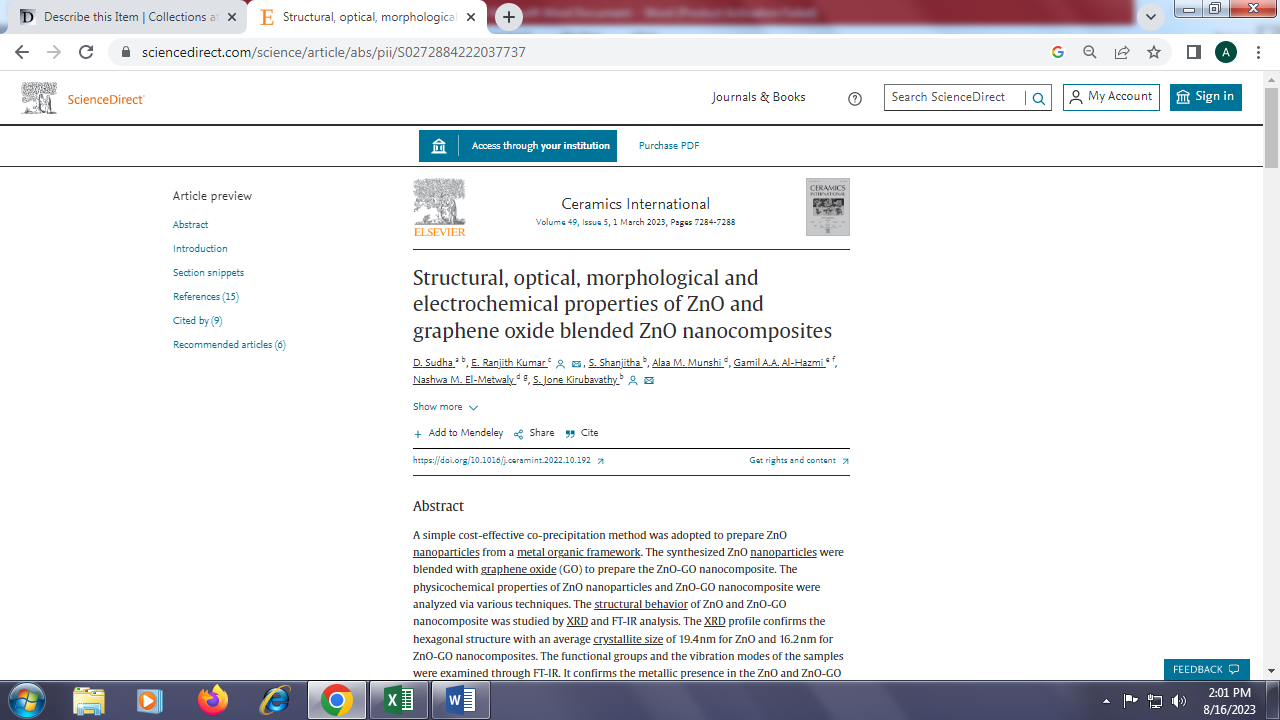 Describe this Item | Collections at
Structural, optical, morphological
sciencedirect.com/science/article/abs/pii/S0272884222037737
A
ScienceDirect
Journals & Books
Search ScienceDirect
My Account
Sign in
Access through your institution
Purchase PDF
Article preview
Abstract
Introduction
Section snippets
References (15)
Cited by (9)
Recommended articles (6)
ELSEVIER
Ceramics International
Volume 49, Issue 5, 1 March 2023, Pages 7284-7288
CERAMICS
INTERNATIONAL
Structural, optical, morphological and
electrochemical properties of ZnO and
graphene oxide blended ZnO nanocomposites
D. Sudha a b, E. Ranjith Kumar c, S. Shanjitha b, Alaa M. Munshi d, Gamil A.A. Al-Hazmi e f,
Nashwa M. El-Metwaly d g, S. Jone Kirubavathy b
Show more
Add to Mendeley Share Cite
https://doi.org/10.1016/j.ceramint.2022.10.192
Get rights and content
Abstract
A simple cost-effective co-precipitation method was adopted to prepare ZnO
nanoparticles from a metal organic framework. The synthesized ZnO nanoparticles were
blended with graphene oxide (GO) to prepare the ZnO-GO nanocomposite. The
physicochemical properties of ZnO nanoparticles and ZnO-GO nanocomposite were
analyzed via various techniques. The structural behavior of ZnO and ZnO-GO
nanocomposite was studied by XRD and FT-IR analysis. The XRD profile confirms the
hexagonal structure with an average crystallite size of 19.4 nm for ZnO and 16.2 nm for
ZnO-GO nanocomposites. The functional groups and the vibration modes of the samples
were examined through FT-IR. It confirms the metallic presence in the ZnO and ZnO-GO
FEEDBACK
2:01 PM
8/16/2023